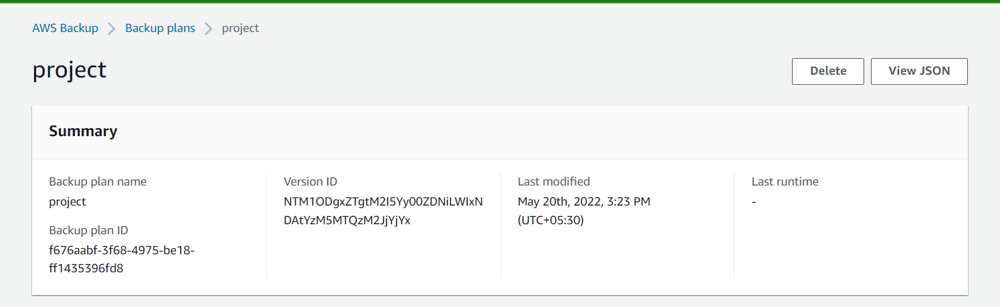 AWS Backup > Backup plans > project
project
Delete
View JSON
Summary
Backup plan name
project
Backup plan ID
f676aabf-3f68-4975-be18-
ff1435396fd8
Version ID
NTM1ODgxZTgtM2I5Yy00ZDNiLWIxN
DAtYzM5MTQzM2JjYjYx
Last modified
May 20th, 2022, 3:23 PM
(UTC+05:30)
Last runtime
-